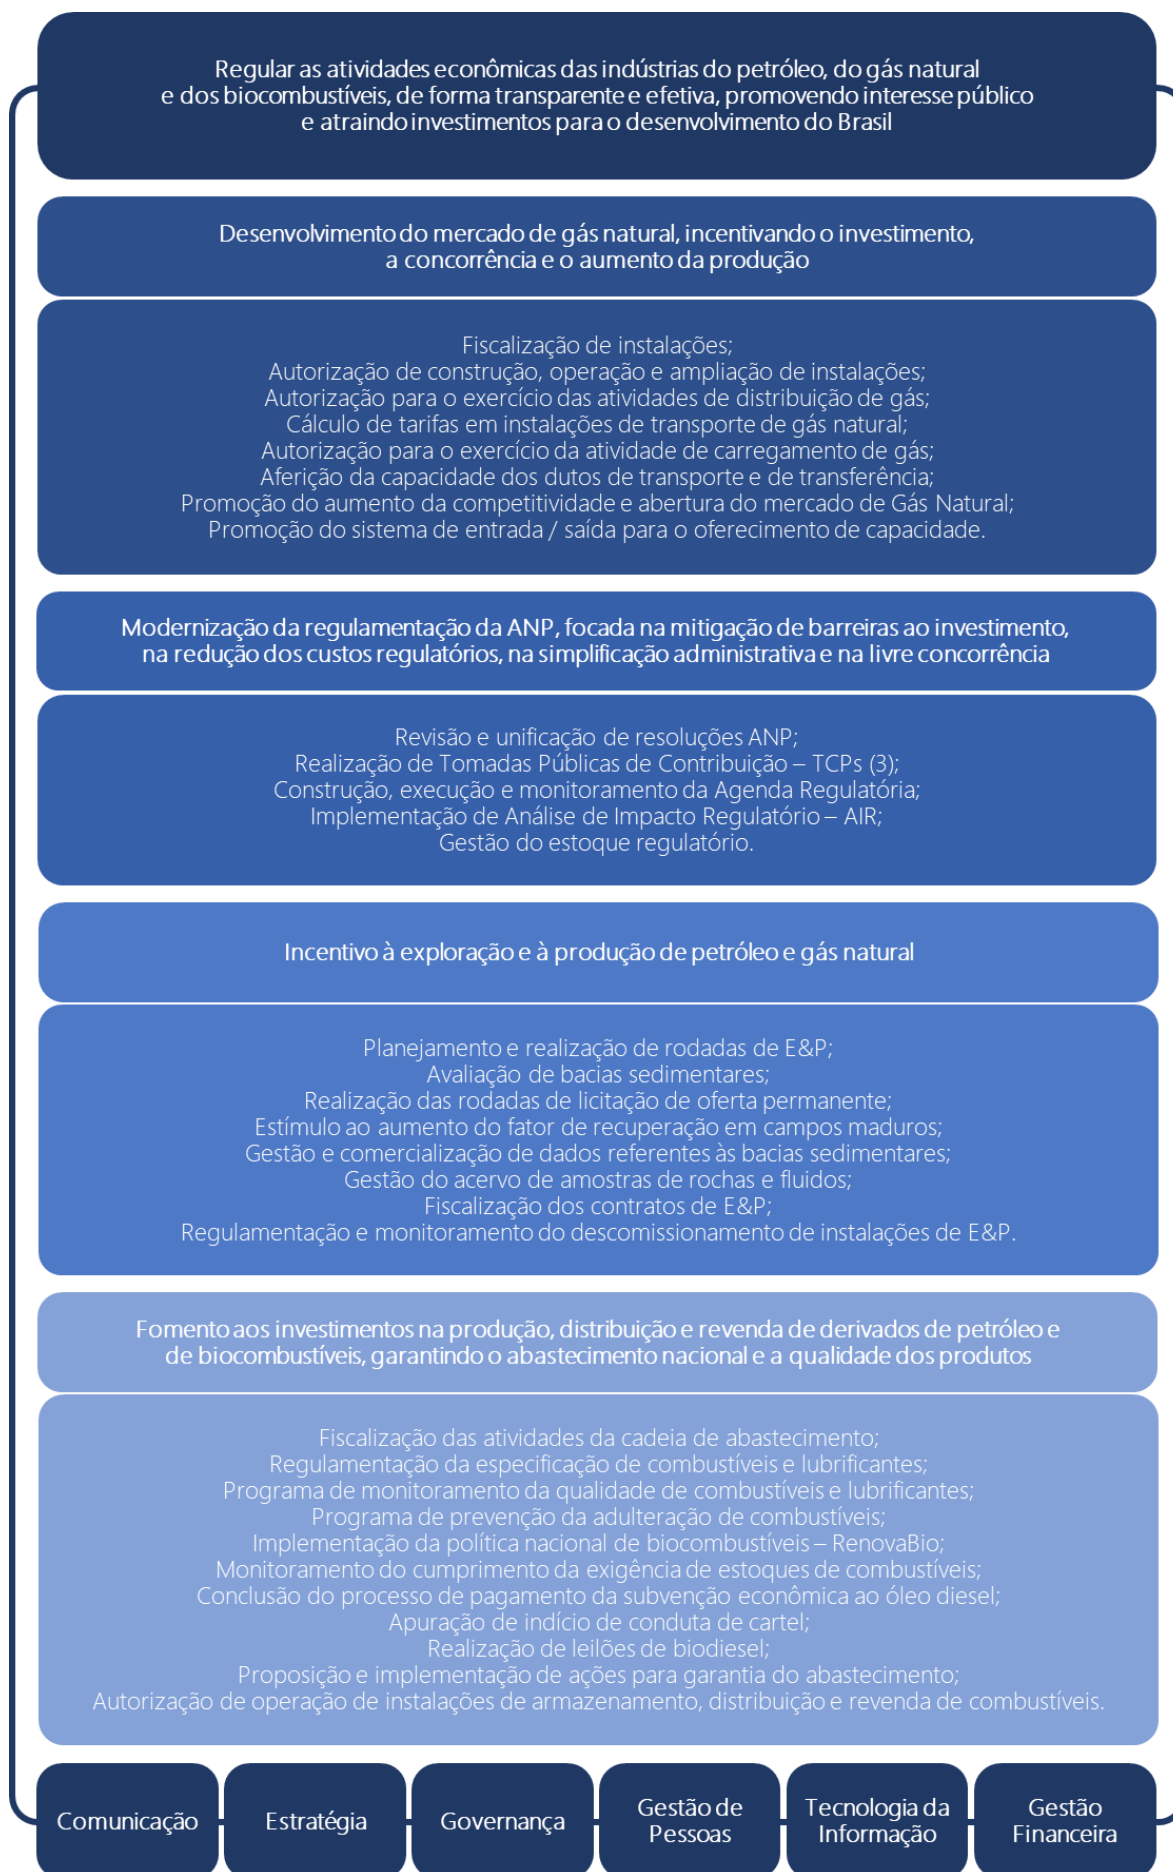 Regular as atividades econômicas das indústrias do petróleo, do gás natural
e dos biocombustíveis, de forma transparente e efetiva, promovendo interesse público
e atraindo investimentos para o desenvolvimento do Brasil
Desenvolvimento do mercado de gás natural, incentivando o investimento,
a concorrência e o aumento da produção
Fiscalização de instalações;
Autorização de construção, operação e ampliação de instalações;
Autorização para o exercício das atividades de distribuição de gás;
Cálculo de tarifas em instalações de transporte de gás natural;
Autorização para o exercício da atividade de carregamento de gás;
Aferição da capacidade dos dutos de transporte e de transferência;
Promoção do aumento da competitividade e abertura do mercado de Gás Natural;
Promoção do sistema de entrada / saída para o oferecimento de capacidade.
Modernização da regulamentação da ANP, focada na mitigação de barreiras ao investimento,
na redução dos custos regulatórios, na simplificação administrativa e na livre concorrência
Revisão e unificação de resoluções ANP;
Realização de Tomadas Públicas de Contribuição – TCPs (3);
Construção, execução e monitoramento da Agenda Regulatória;
Implementação de Análise de Impacto Regulatório – AIR;
Gestão do estoque regulatório.
Incentivo à exploração e à produção de petróleo e gás natural
Planejamento e realização de rodadas de E&P;
Avaliação de bacias sedimentares;
Realização das rodadas de licitação de oferta permanente;
Estímulo ao aumento do fator de recuperação em campos maduros;
Gestão e comercialização de dados referentes às bacias sedimentares;
Gestão do acervo de amostras de rochas e fluidos;
Fiscalização dos contratos de E&P;
Regulamentação e monitoramento do descomissionamento de instalações de E&P.
Fomento aos investimentos na produção, distribuição e revenda de derivados de petróleo e
de biocombustíveis, garantindo o abastecimento nacional e a qualidade dos produtos
Fiscalização das atividades da cadeia de abastecimento;
Regulamentação da especificação de combustíveis e lubrificantes;
Programa de monitoramento da qualidade de combustíveis e lubrificantes;
Programa de prevenção da adulteração de combustíveis;
Implementação da política nacional de biocombustíveis – RenovaBio;
Monitoramento do cumprimento da exigência de estoques de combustíveis;
Conclusão do processo de pagamento da subvenção econômica ao óleo diesel;
Apuração de indício de conduta de cartel;
Realização de leilões de biodiesel;
Proposição e implementação de ações para garantia do abastecimento;
Autorização de operação de instalações de armazenamento, distribuição e revenda de combustíveis.
Comunicação
Estratégia
Governança
Gestão de
Pessoas
Tecnologia da
Informação
Gestão
Financeira